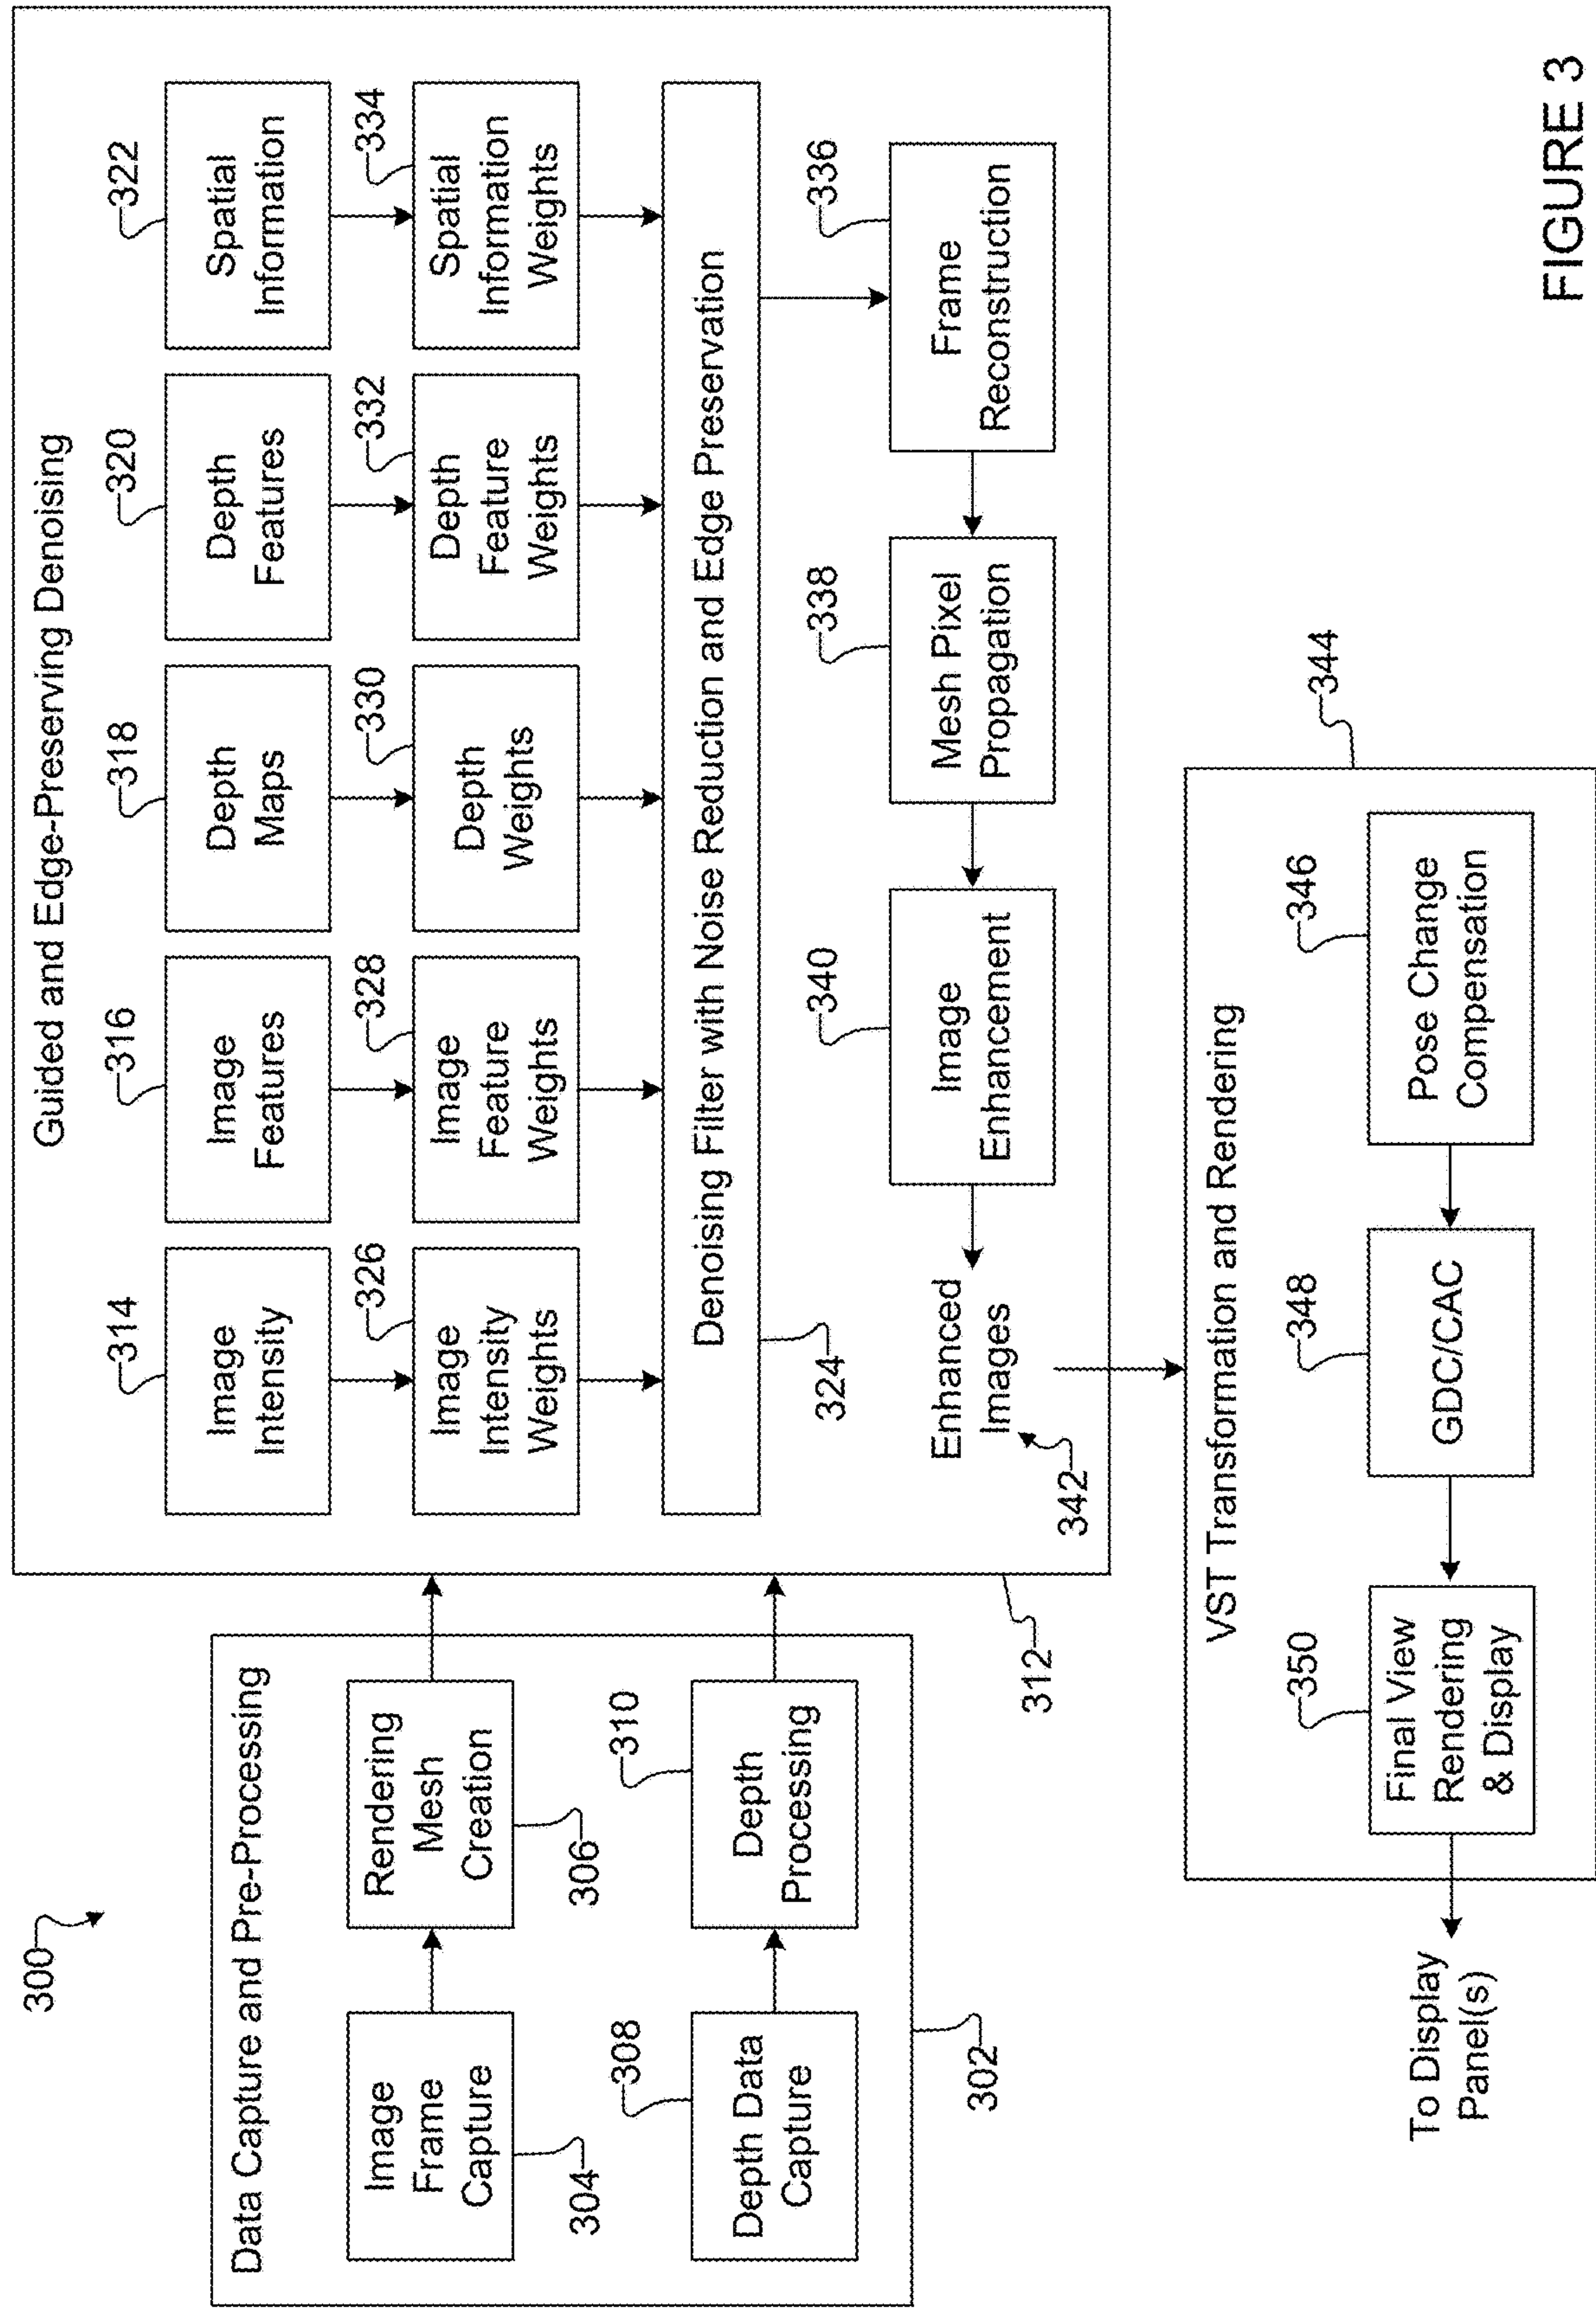 300
Data Capture and Pre-Processing
Image
Frame
Capture
304
Rendering
Mesh
Creation
306
308
Depth Data
Capture
310
Depth
Processing
302
312
Guided and Edge-Preserving Denoising
314
316
318
320
322
Image
Intensity
Image
Features
Depth
Maps
Depth
Features
Spatial
Information
326
328
330
332
334
Image
Intensity
Weights
Image
Feature
Weights
Depth
Weights
Depth
Feature
Weights
Spatial
Information
Weights
Denoising Filter with Noise Reduction and Edge Preservation
324
336
Frame
Reconstruction
338
Mesh Pixel
Propagation
340
Image
Enhancement
Enhanced
Images
342
344
VST Transformation and Rendering
346
Pose Change
Compensation
348
GDC/CAC
350
Final View
Rendering
& Display
To Display
Panel(s)
FIGURE 3